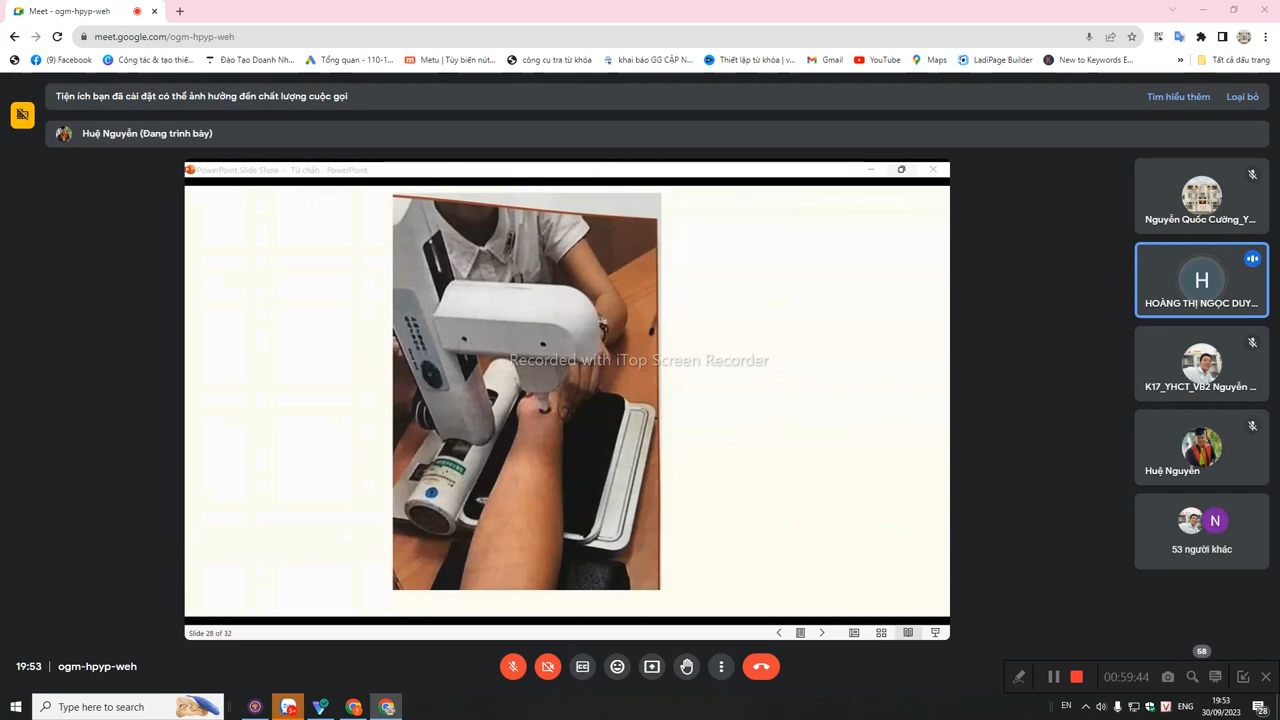 Meet - ogm-hpyp-weh
meet.google.com/ogm-hpyp-weh
(9) Facebook
Công tác & tạo thiế...
Đào Tạo Doanh Nh...
Tổng quan - 110-1...
Metu | Tùy biến nút...
công cụ tra từ khóa
khai báo GG CẬP N...
Thiết lập từ khóa | v...
Gmail
YouTube
Maps
LadiPage Builder
New to Keywords E...
»
Tất cả dấu trang
Tiện ích bạn đã cài đặt có thể ảnh hưởng đến chất lượng cuộc gọi
Tìm hiểu thêm
Loại bỏ
Huệ Nguyễn (Đang trình bày)
PowerPoint Slide Show - Tứ chẩn - PowerPoint
Recorded with iTop Screen Recorder
Nguyễn Quốc Cường_Y...
H
HOÀNG THỊ NGỌC DUY...
K17_YHCT_VB2 Nguyễn ...
Huệ Nguyễn
N
53 người khác
Slide 28 of 32
58
19:53
ogm-hpyp-weh
00:59:44
Type here to search
EN
V
ENG
19:53
30/09/2023
28